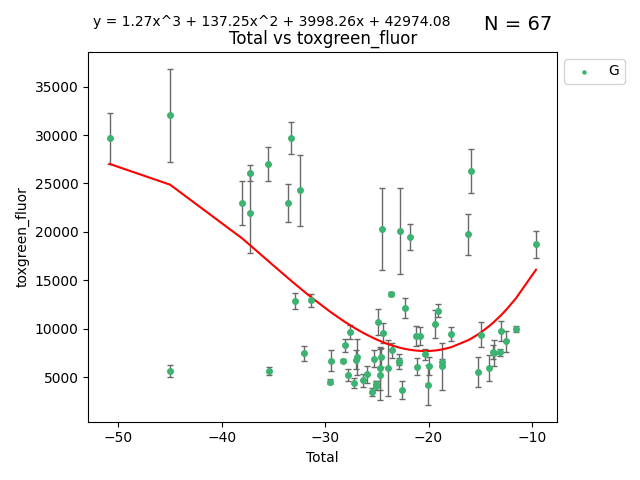 y = 1.27x^3 + 137.25x^2 + 3998.26x + 42974.08
N = 67
Total vs toxgreen_fluor
G
35000
30000
25000
20000
15000
10000
5000
toxgreen_fluor
−50 −40 −30 −20 −10
Total